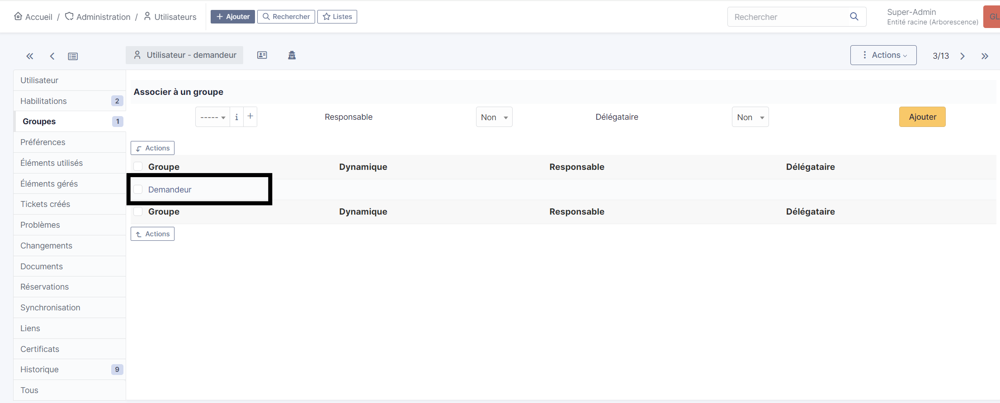 Accueil / Administration / Utilisateurs
+ Ajouter Rechercher Listes
Rechercher
Super-Admin
Entité racine (Arborescence)
GL
Utilisateur - demandeur
Actions
3/13
Utilisateur
Habilitations 2
Groupes 1
Préférences
Éléments utilisés
Éléments gérés
Tickets créés
Problèmes
Changements
Documents
Réservations
Synchronisation
Liens
Certificats
Historique 9
Tous
Associer à un groupe
----- i + Responsable Non Délégataire Non Ajouter
Actions
Groupe Dynamique Responsable Délégataire
Demandeur
Groupe Dynamique Responsable Délégataire
Actions